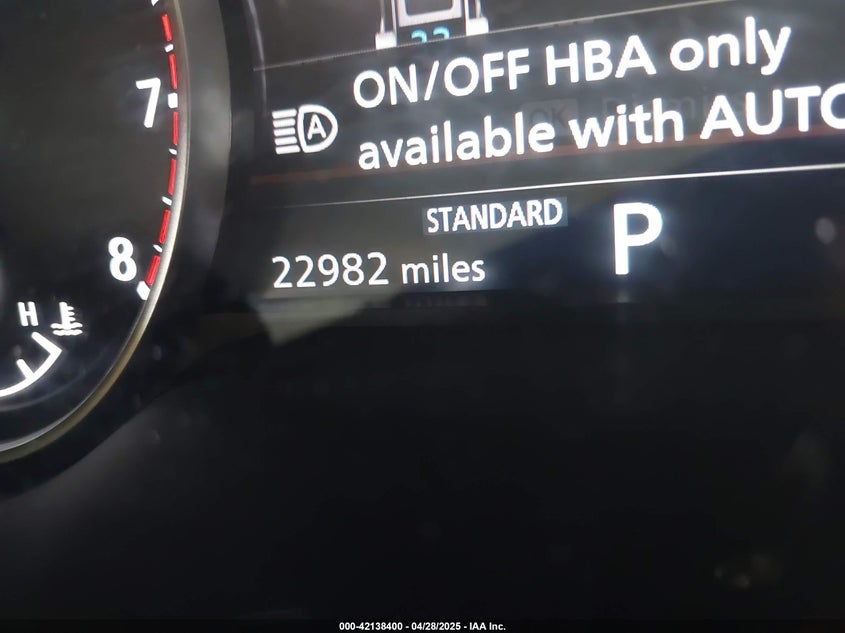 ON/OFF HBA only
available with AUTO
STANDARD
P
22982 miles
7
8
H
A
000-42138400 - 04/28/2025 - IAA Inc.